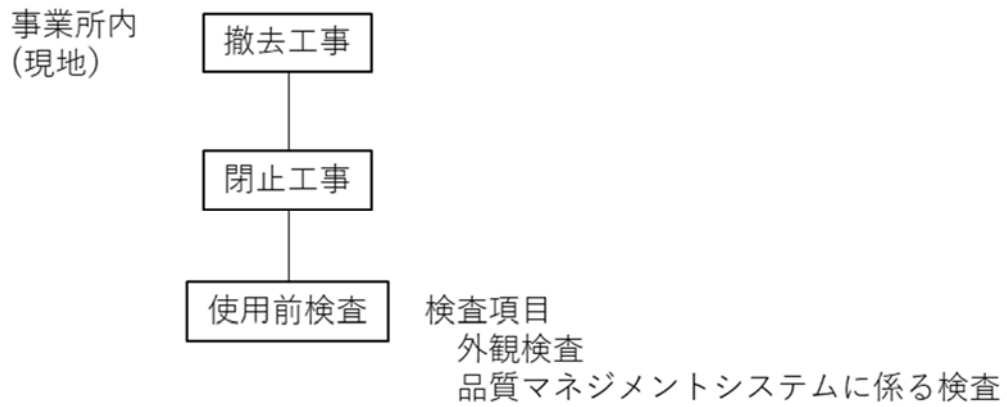 事業所内
(現地)
撤去工事
閉止工事
使用前検査
検査項目
外観検査
品質マネジメントシステムに係る検査